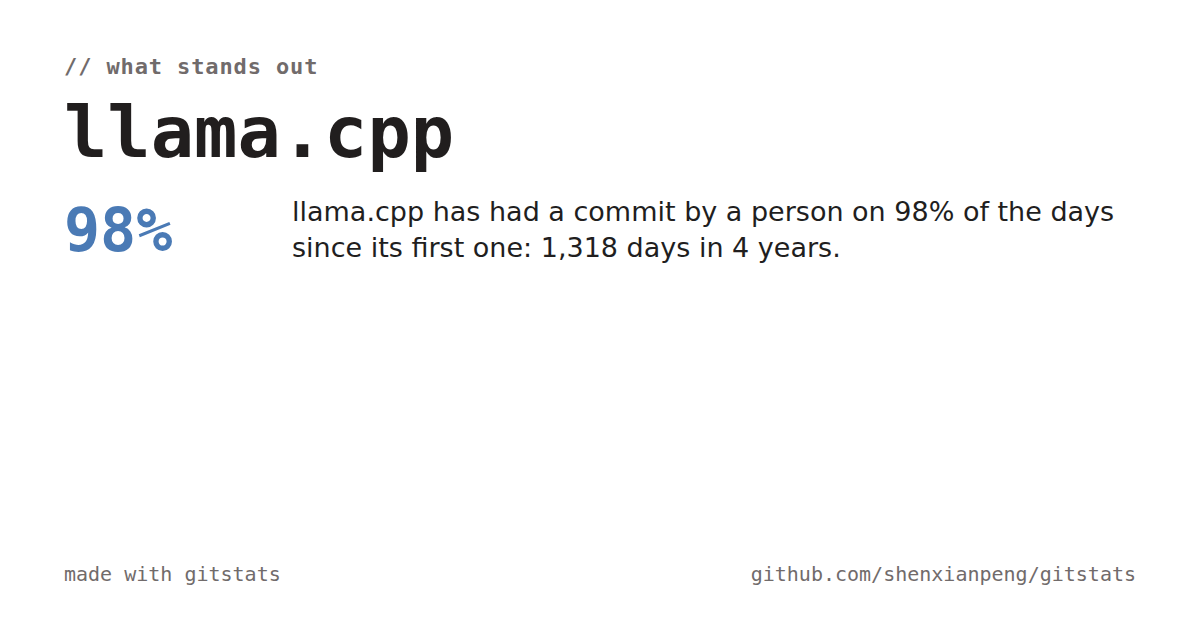 // what stands out
llama.cpp
98%
llama.cpp has had a commit by a person on 98% of the days
since its first one: 1,318 days in 4 years.
made with gitstats
github.com/shenxianpeng/gitstats